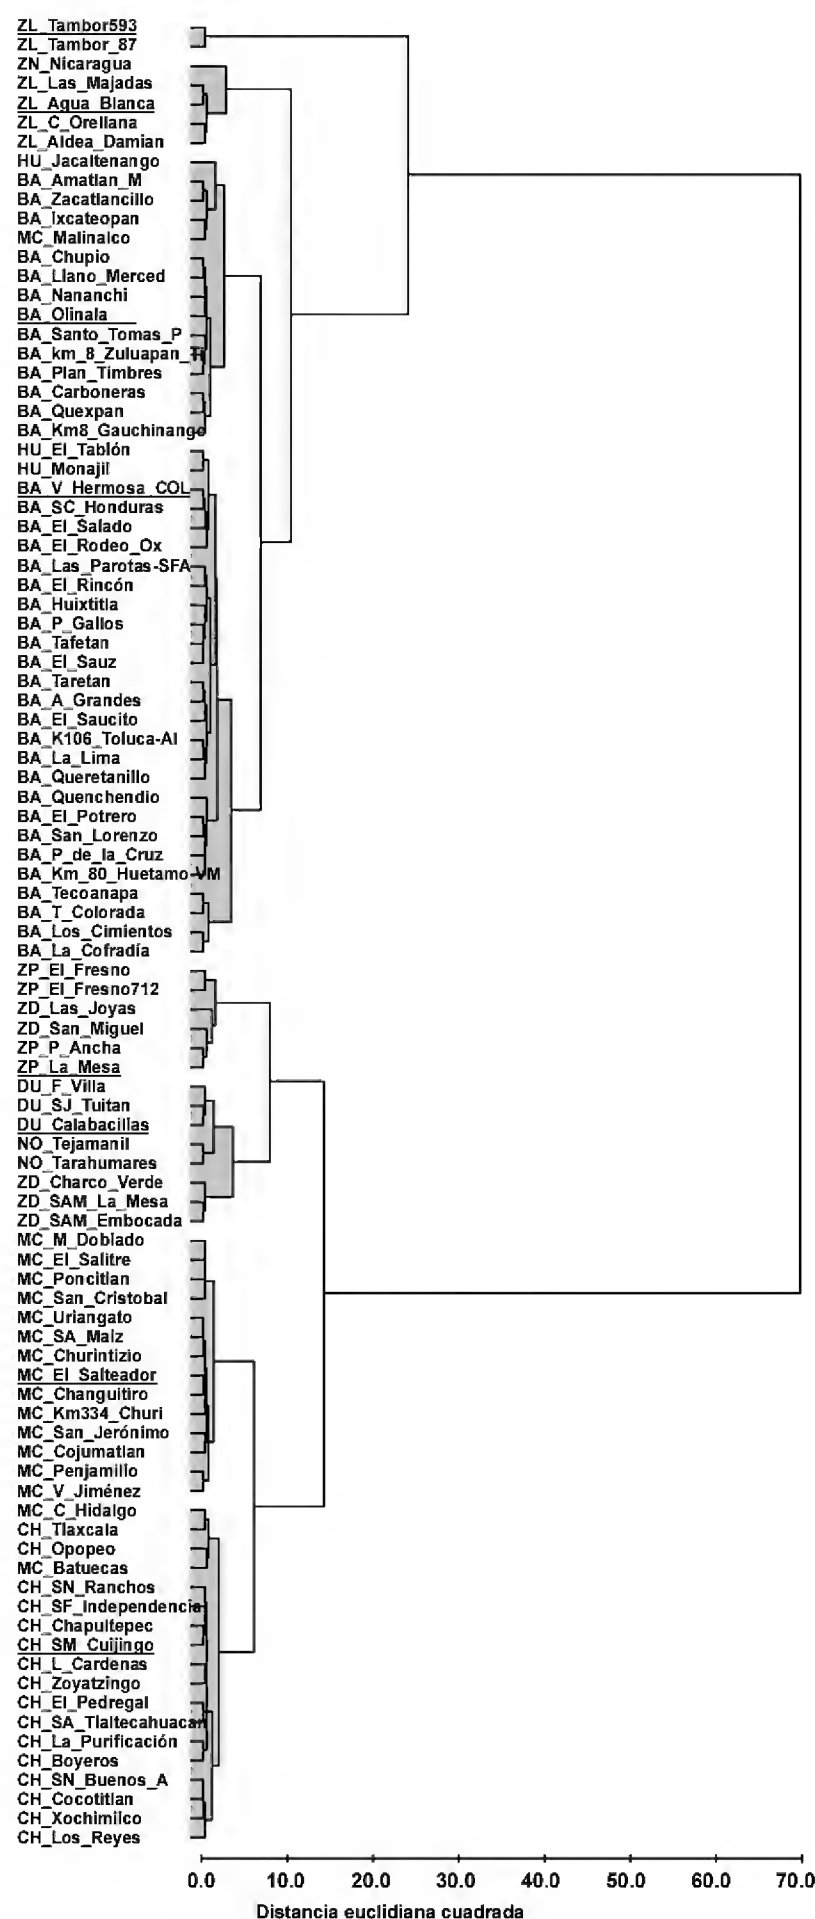 ZL_Tambor593
ZL_Tambor_87
ZN_Nicaragua
ZL_Las_Majadas
ZL_Agua_Blanca
ZL_C_Orellana
ZL_Aldea_Damian
HU_Jacaltenango
BA_Amatlan_M
BA_Zacatlancillo
BA_Ixcateopan
MC_Malinalco
BA_Chupio
BA_Llano_Merced
BA_Nananchi
BA_Olinala
BA_Santo_Tomas_P
BA_km_8_Zuluapan_Ti
BA_Plan_Timbres
BA_Carboneras
BA_Quexpan
BA_Km8_Gauchinango
HU_El_Tablón
HU_Monajil
BA_V_Hermosa_COL
BA_SC_Honduras
BA_El_Salado
BA_El_Rodeo_Ox
BA_Las_Parotas-SFA
BA_El_Rincón
BA_Huixtitla
BA_P_Gallos
BA_Tafetan
BA_El_Sauz
BA_Taretan
BA_A_Grandes
BA_El_Saucito
BA_K106_Toluca-Al
BA_La_Lima
BA_Queretanillo
BA_Quenchendio
BA_El_Potrero
BA_San_Lorenzo
BA_P_de_la_Cruz
BA_Km_80_Huetamo-VM
BA_Tecoanapa
BA_T_Colorada
BA_Los_Cimientos
BA_La_Cofradía
ZP_El_Fresno
ZP_El_Fresno712
ZD_Las_Joyas
ZD_San_Miguel
ZP_P_Ancha
ZP_La_Mesa
DU_F_Villa
DU_SJ_Tuitan
DU_Calabacillas
NO_Tejamanil
NO_Tarahumares
ZD_Charco_Verde
ZD_SAM_La_Mesa
ZD_SAM_Embocada
MC_M_Doblado
MC_El_Salitre
MC_Poncitlan
MC_San_Cristobal
MC_Uriangato
MC_SA_Maiz
MC_Churintizio
MC_El_Salteador
MC_Changuitiro
MC_Km334_Churi
MC_San_Jerónimo
MC_Cojumatlan
MC_Penjamillo
MC_V_Jiménez
MC_C_Hidalgo
CH_Tlaxcala
CH_Opopeo
MC_Batuecas
CH_SN_Ranchos
CH_SF_Independencia
CH_Chapultepec
CH_SM_Cuijingo
CH_L_Cardenas
CH_Zoyatzingo
CH_El_Pedregal
CH_SA_Tlaltecahuacan
CH_La_Purificación
CH_Boyeros
CH_SN_Buenos_A
CH_Cocotitlan
CH_Xochimilco
CH_Los_Reyes
0.0 10.0 20.0 30.0 40.0 50.0 60.0 70.0
Distancia euclidiana cuadrada